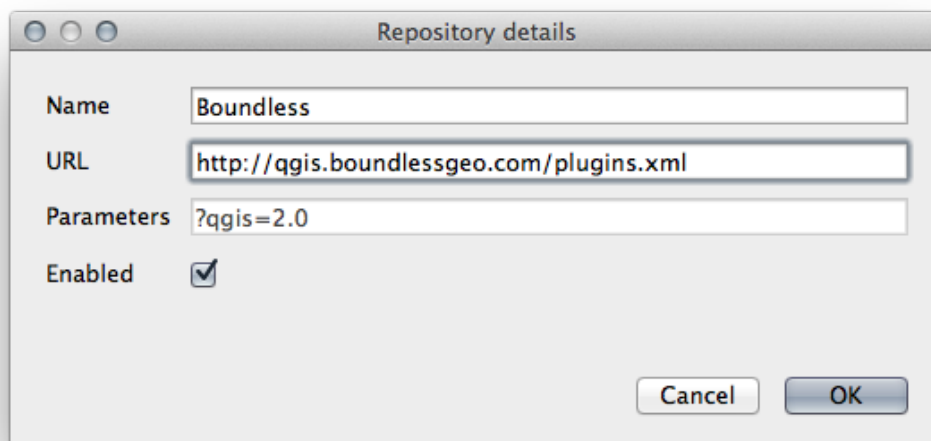 Repository details
Name Boundless
URL http://qgis.boundlessgeo.com/plugins.xml
Parameters ?qgis=2.0
Enabled
Cancel OK